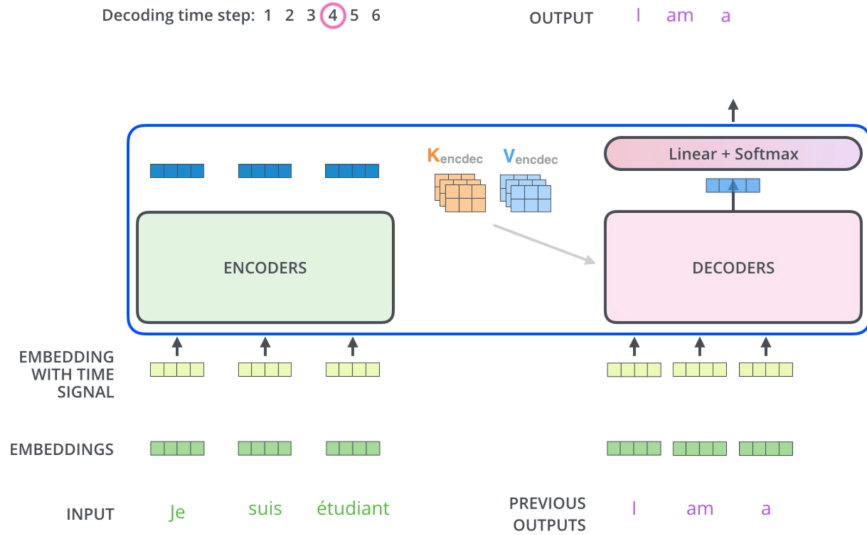 Decoding time step: 1 2 3 4 5 6
OUTPUT I am a
Linear + Softmax
Kencdec Vencdec
ENCODERS
DECODERS
EMBEDDING
WITH TIME
SIGNAL
EMBEDDINGS
INPUT Je suis étudiant
PREVIOUS
OUTPUTS
I am a